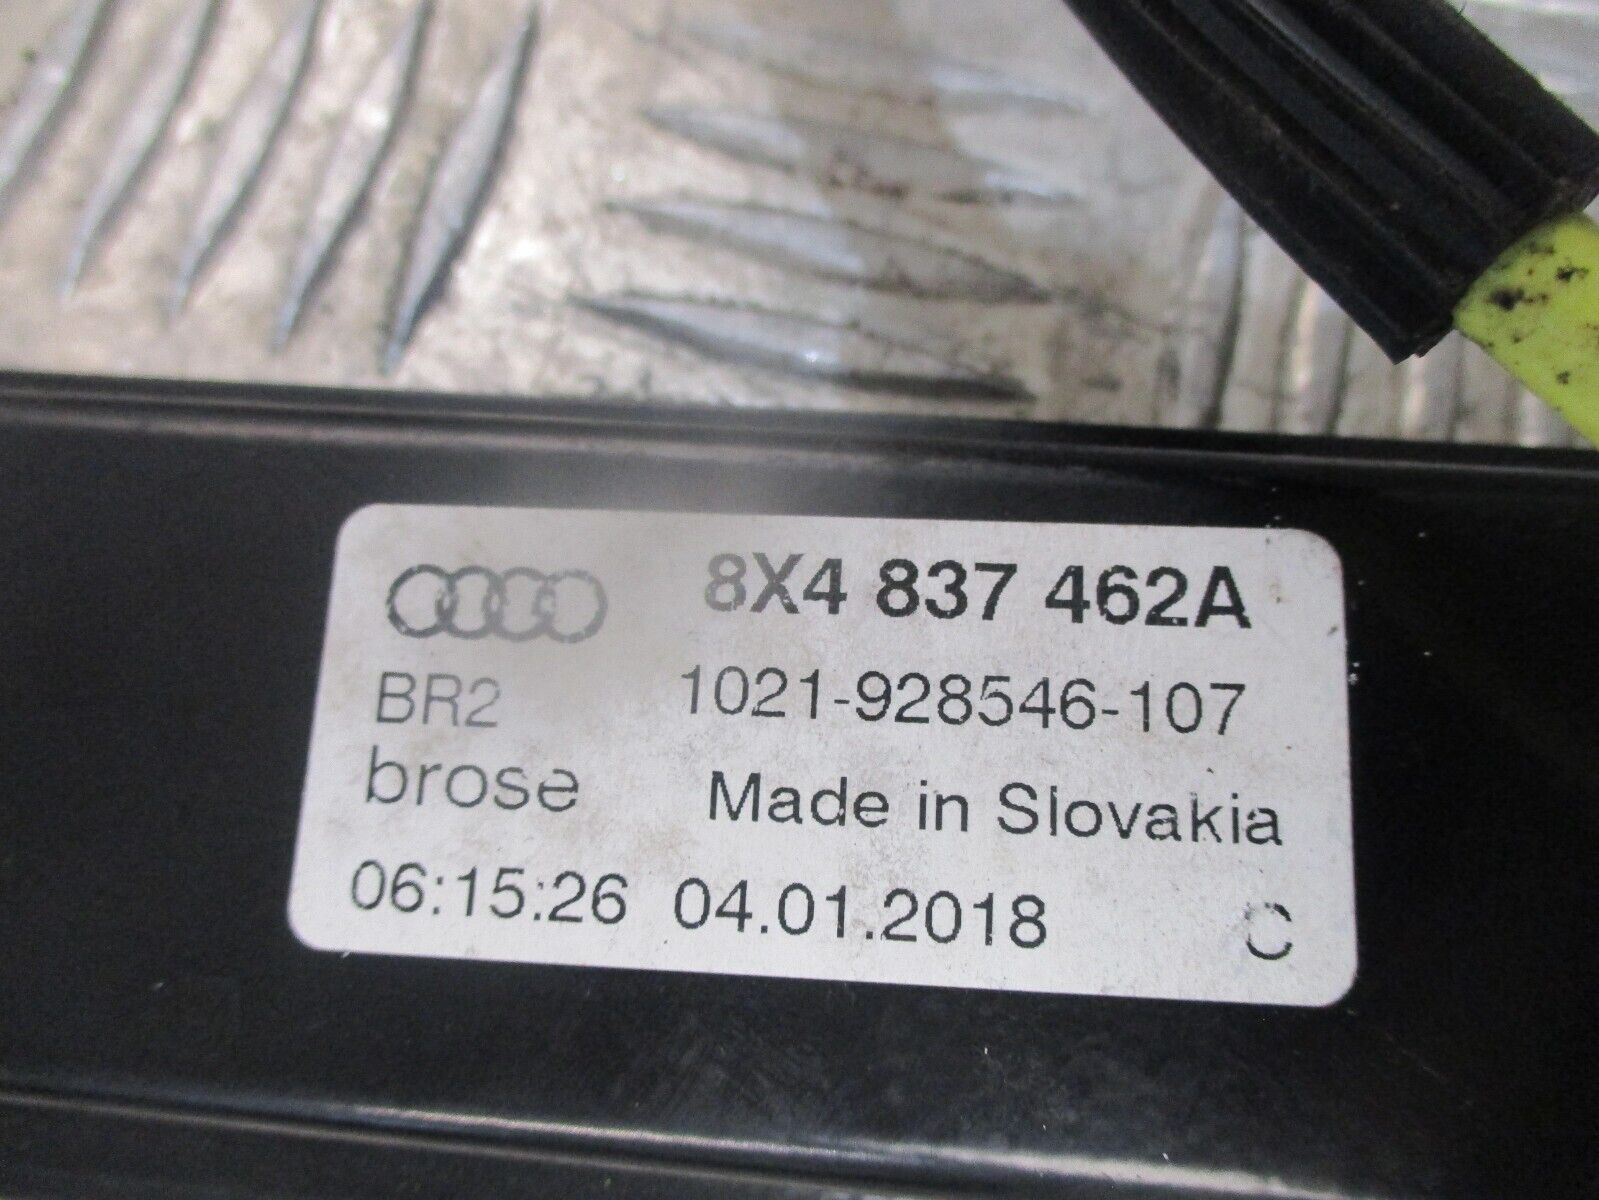 8X4 837 462A
BR2 1021-928546-107
brose Made in Slovakia
06:15:26 04.01.2018 C